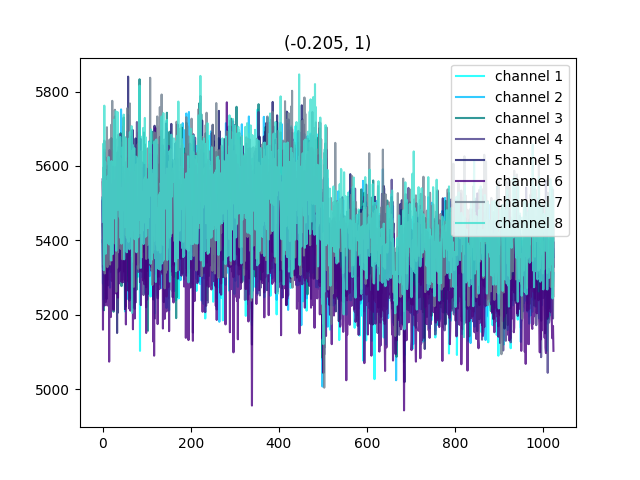 (-0.205, 1)
5800
5600
5400
5200
5000
0
200
400
600
800
1000
channel 1
channel 2
channel 3
channel 4
channel 5
channel 6
channel 7
channel 8